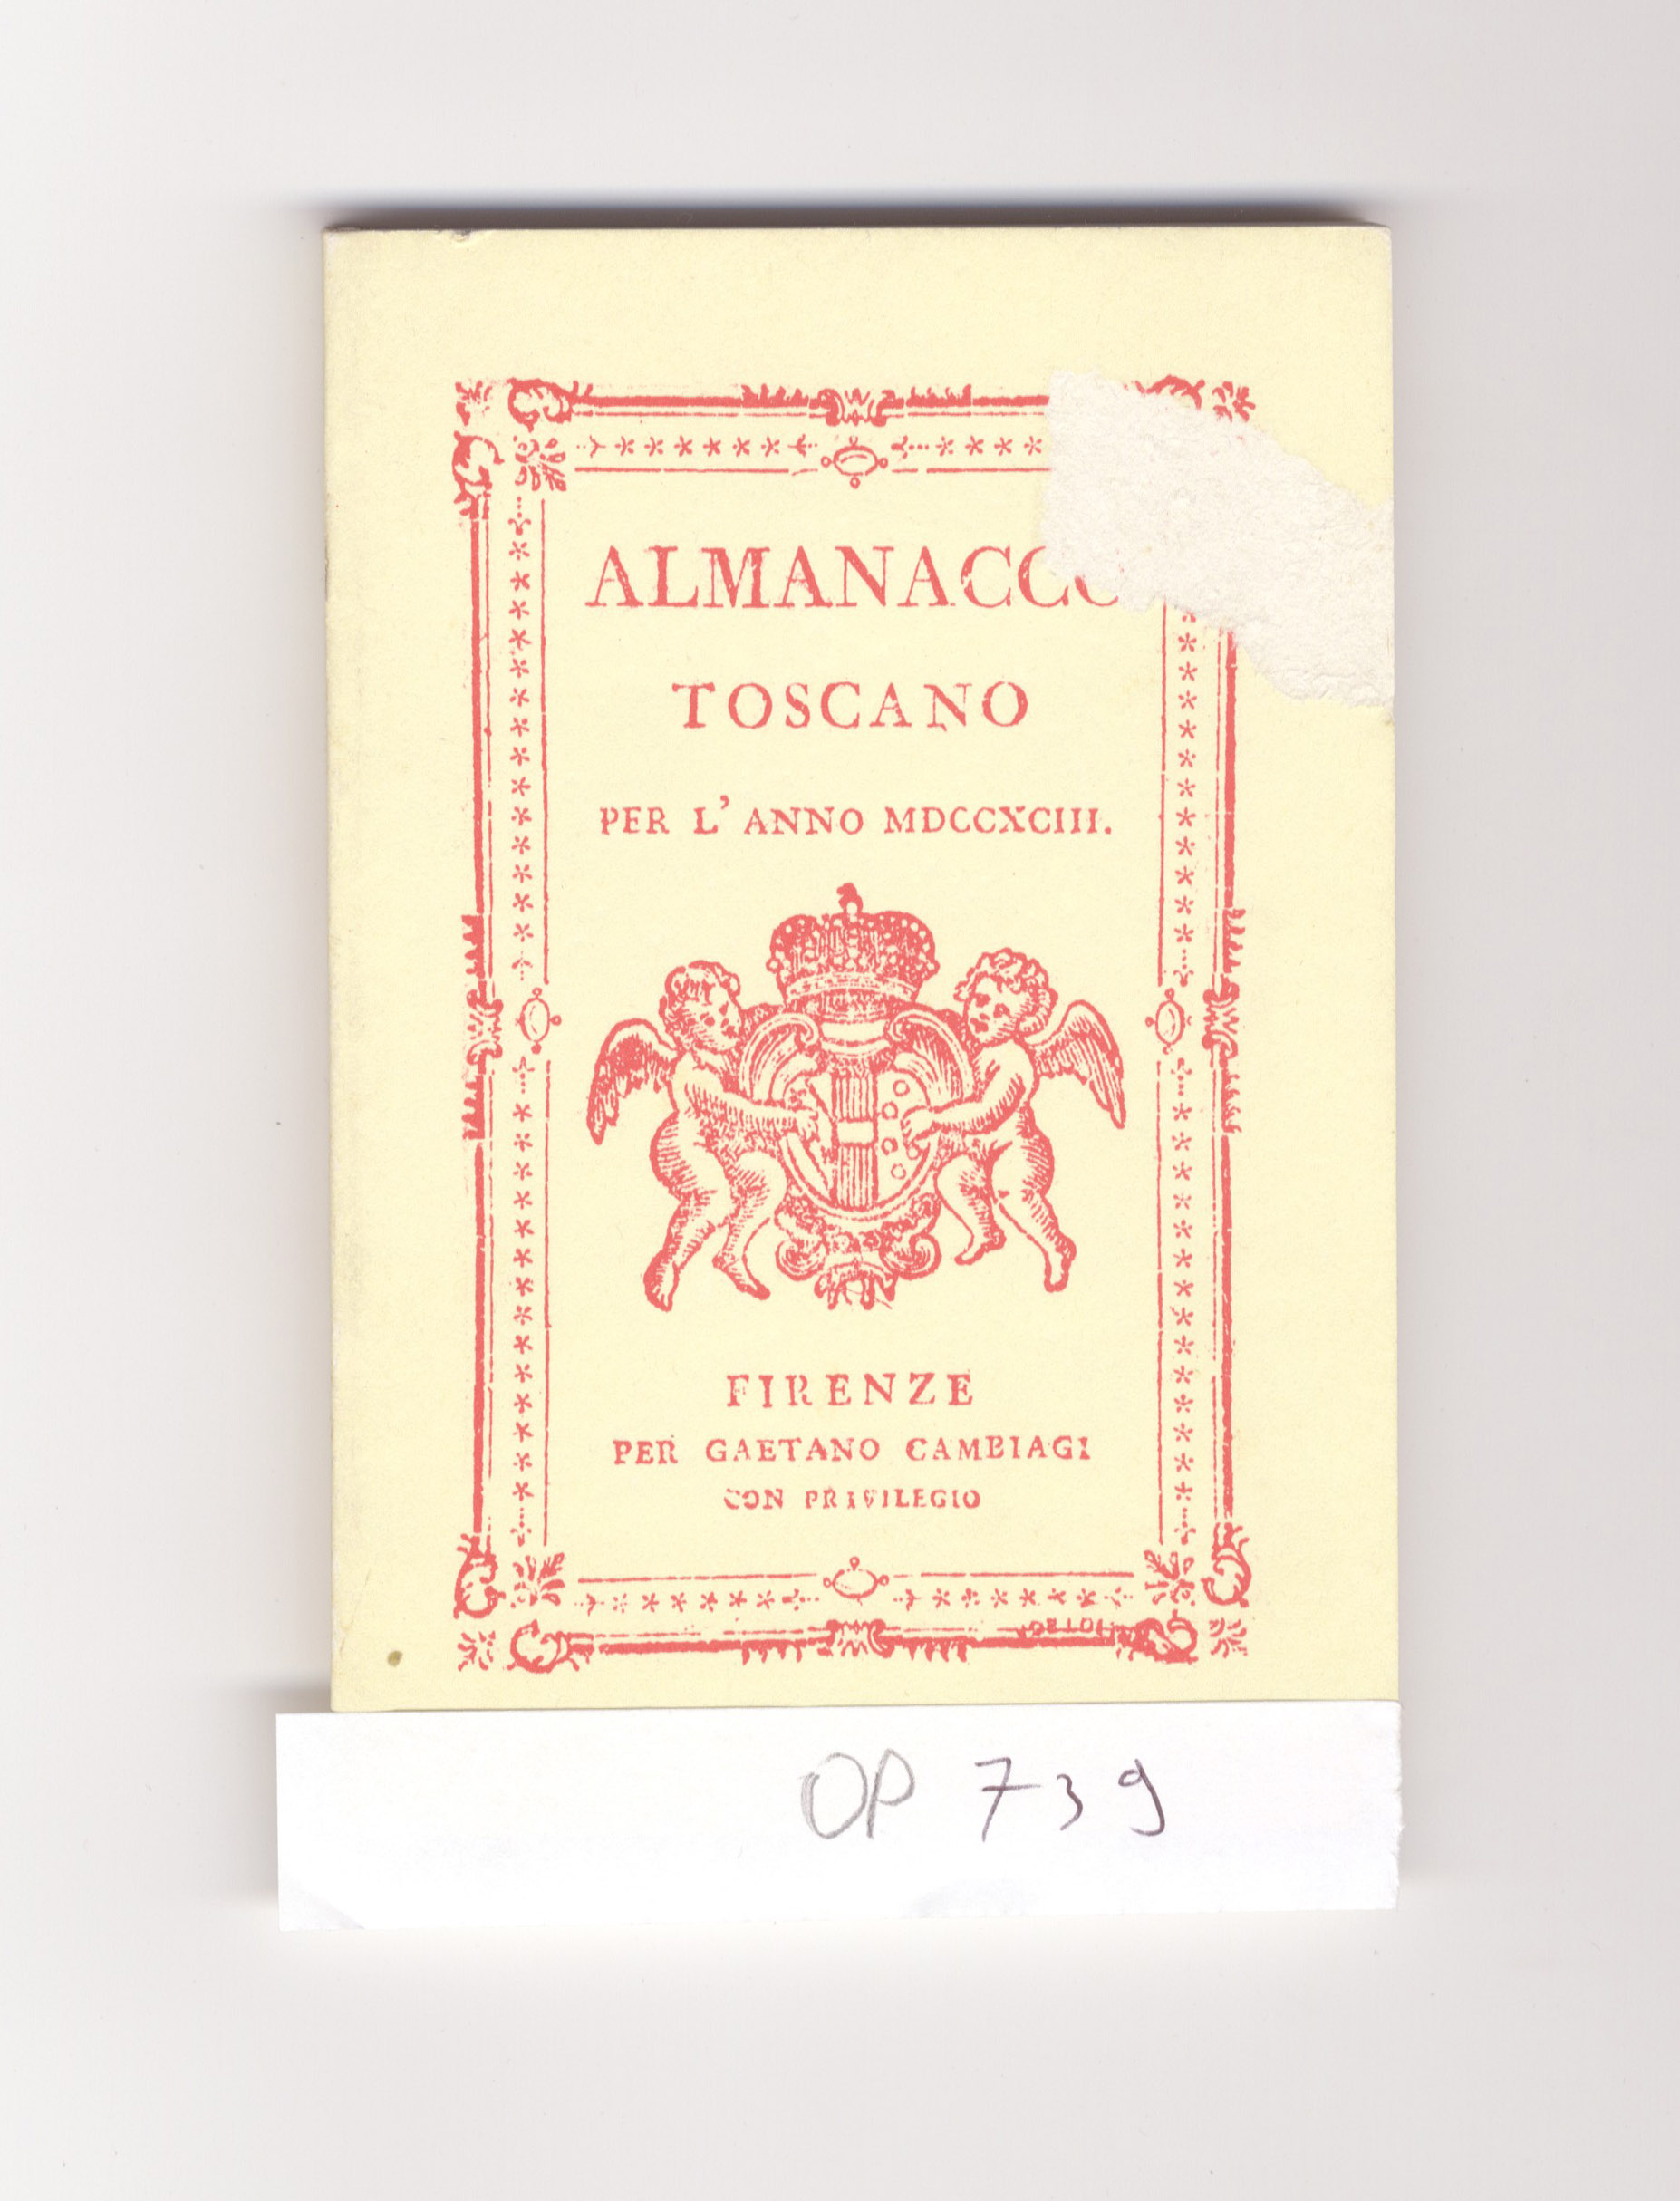 ALMANACCO
TOSCANO
PER L' ANNO MDCCXCIII.
FIRENZE
PER GAETANO CAMBIAGI
CON PRIVILEGIO
OP 739